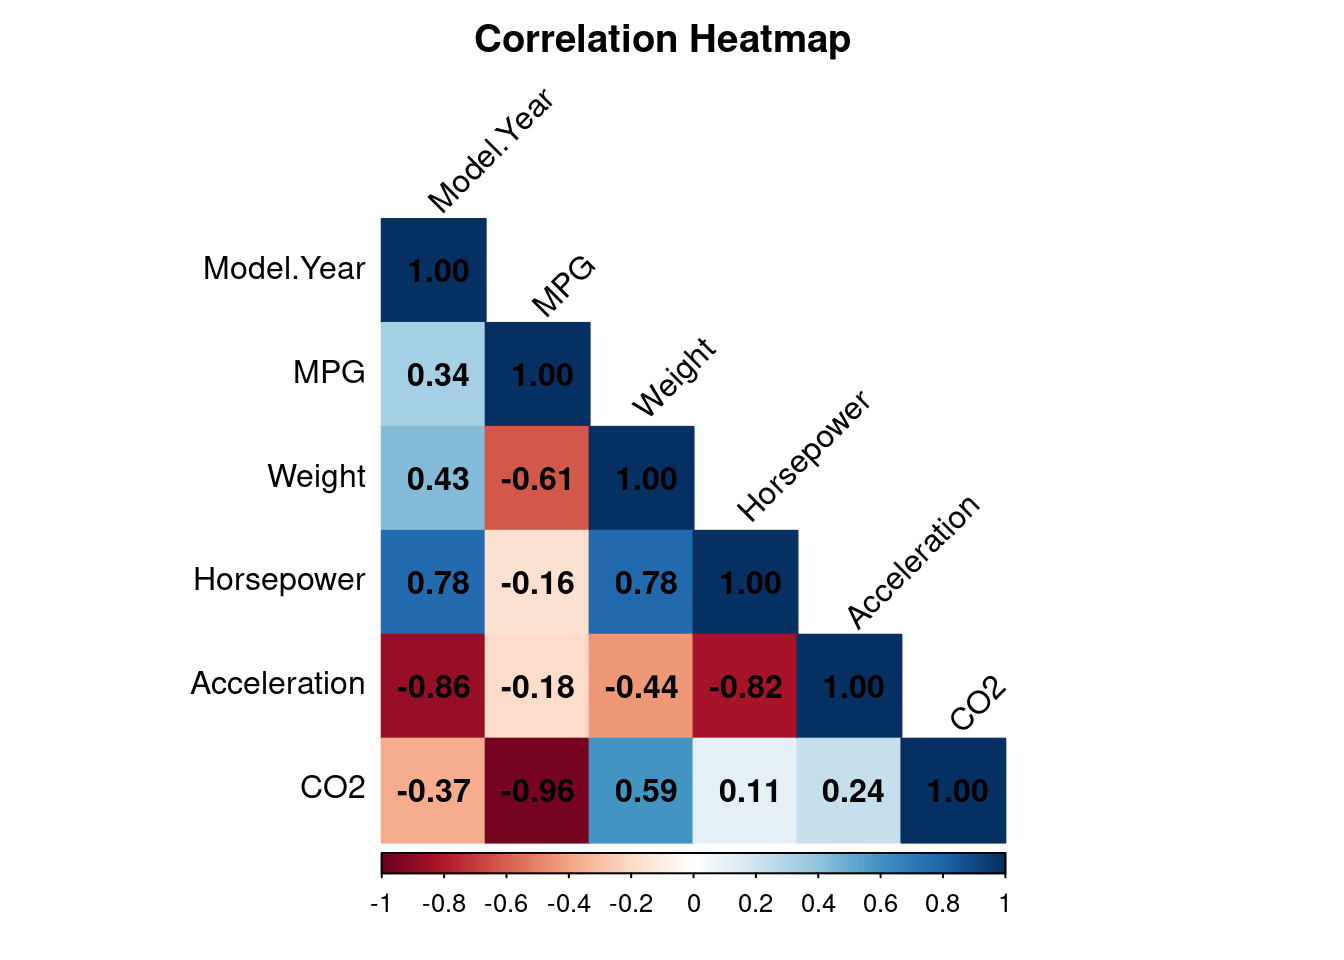 Correlation Heatmap
Model.Year
Model.Year 1.00
MPG
MPG 0.34 1.00
Weight
Weight 0.43 -0.61 1.00
Horsepower
Horsepower 0.78 -0.16 0.78 1.00
Acceleration
Acceleration -0.86 -0.18 -0.44 -0.82 1.00
CO2
CO2 -0.37 -0.96 0.59 0.11 0.24 1.00
-1 -0.8 -0.6 -0.4 -0.2 0 0.2 0.4 0.6 0.8 1